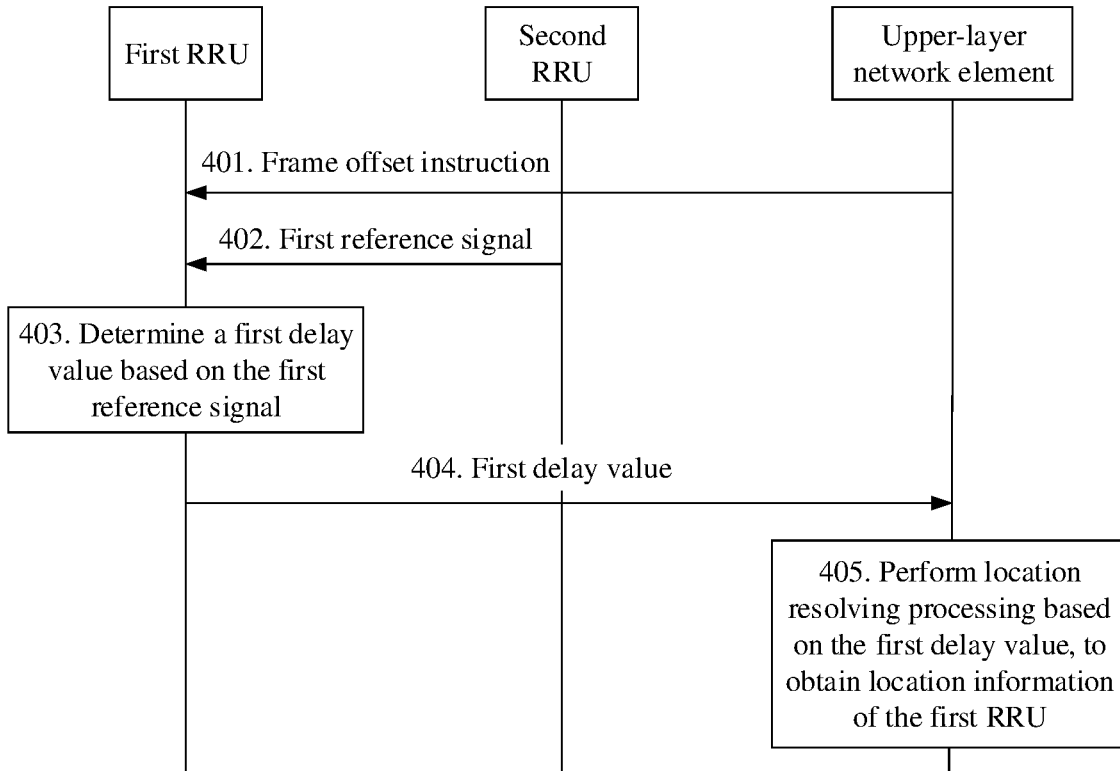 First RRU
Second
RRU
Upper-layer
network element
401. Frame offset instruction
402. First reference signal
403. Determine a first delay
value based on the first
reference signal
404. First delay value
405. Perform location
resolving processing based
on the first delay value, to
obtain location information
of the first RRU